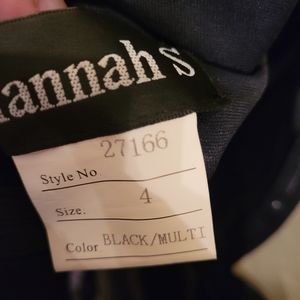 annah's
27166
Style No
Size. 4
Color BLACK/MULTI